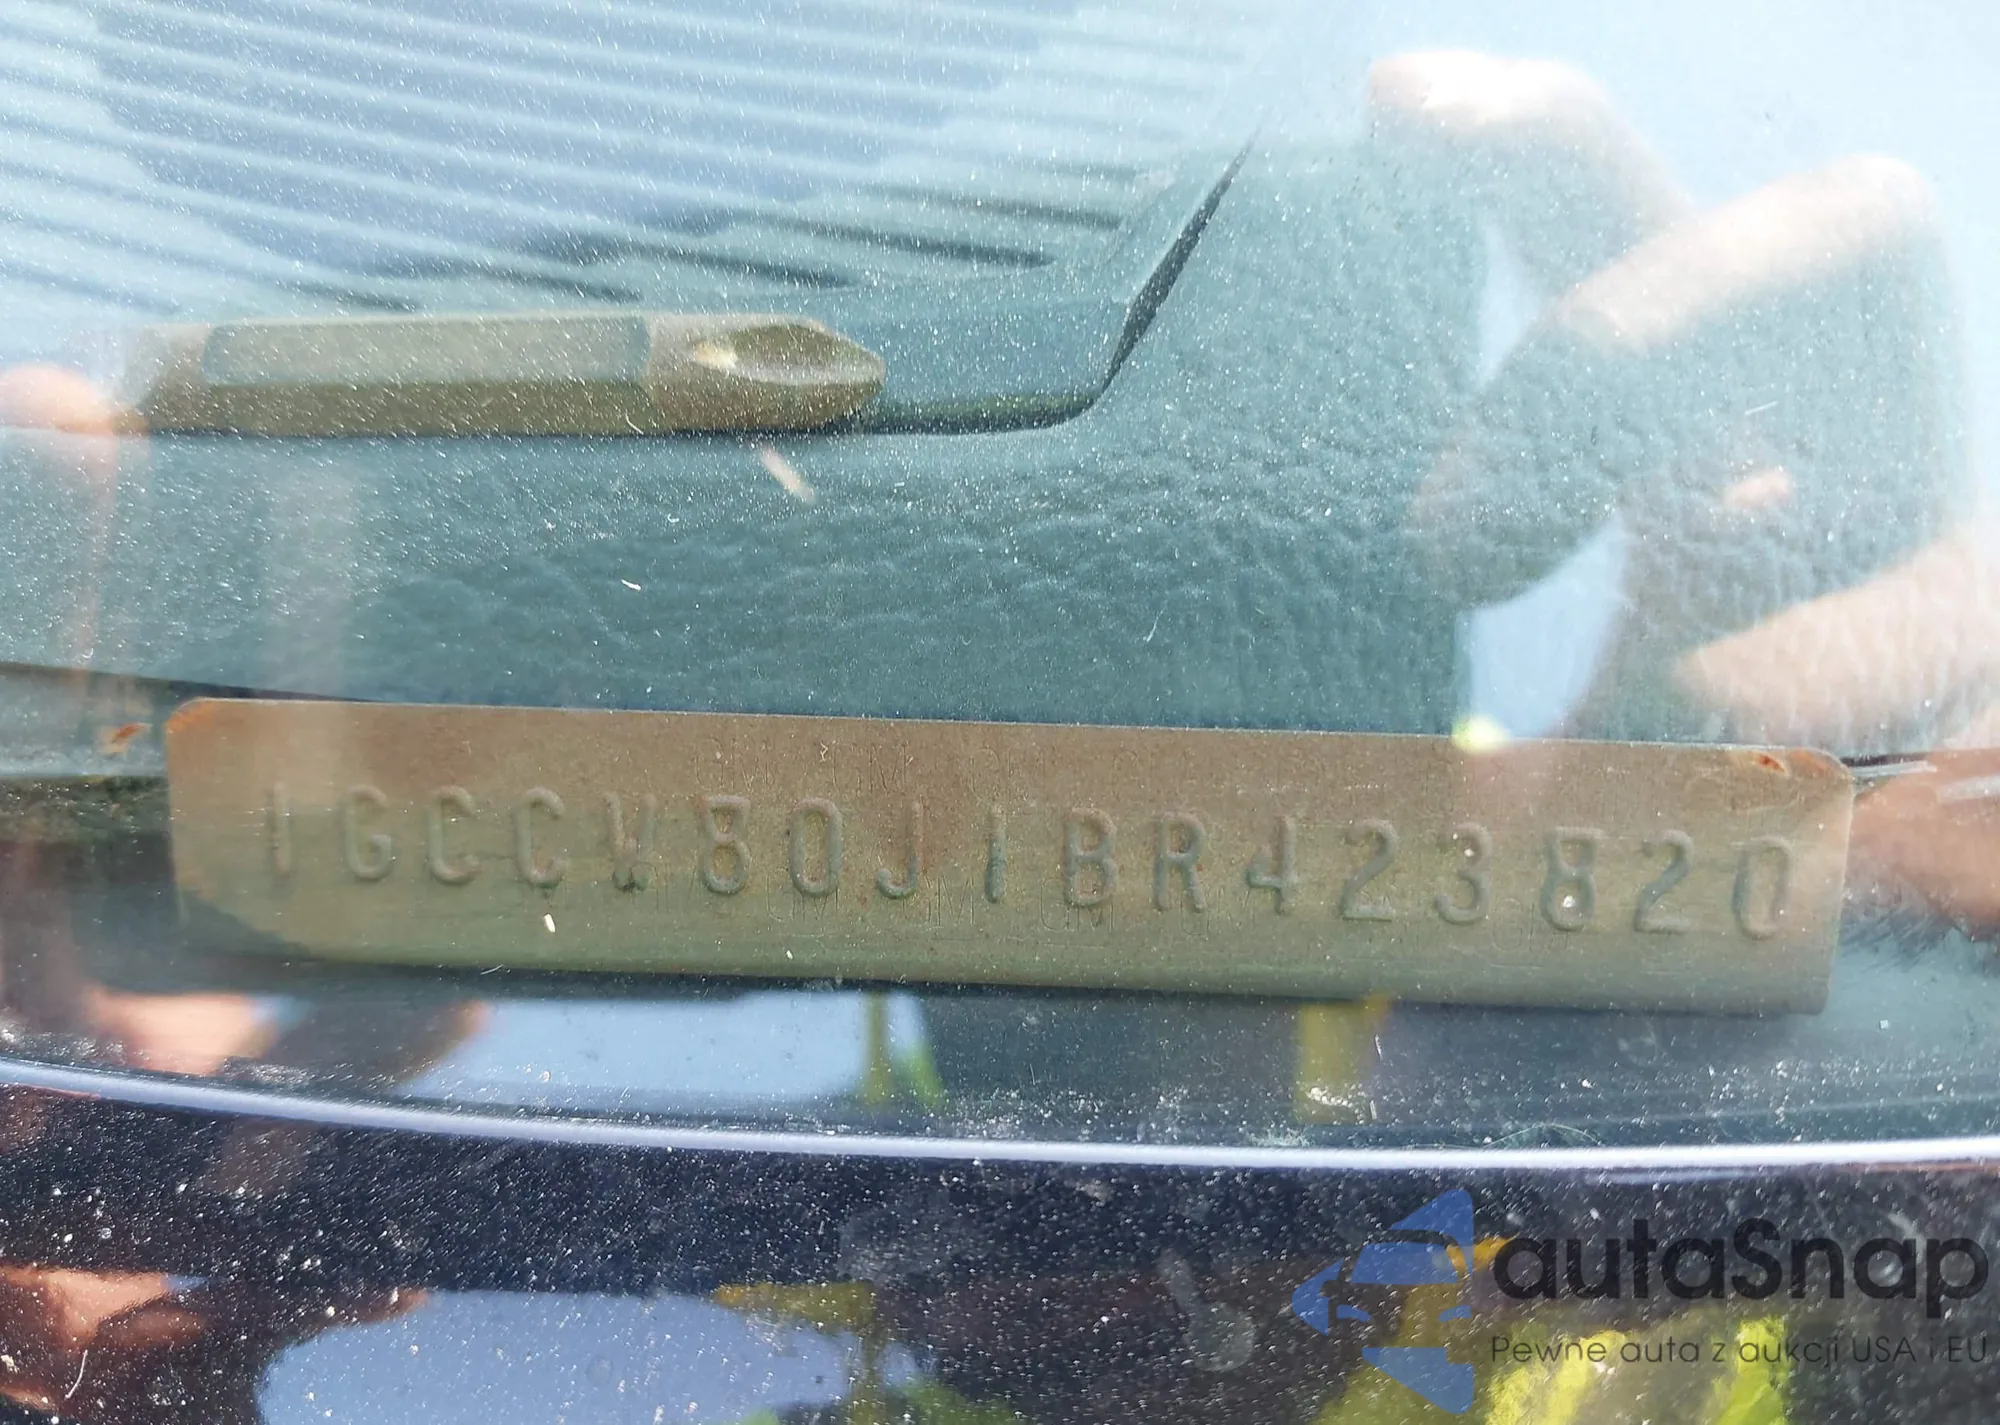 1GCCW80J1BR423820
autaSnap
Pewne auta z aukcji USA i EU